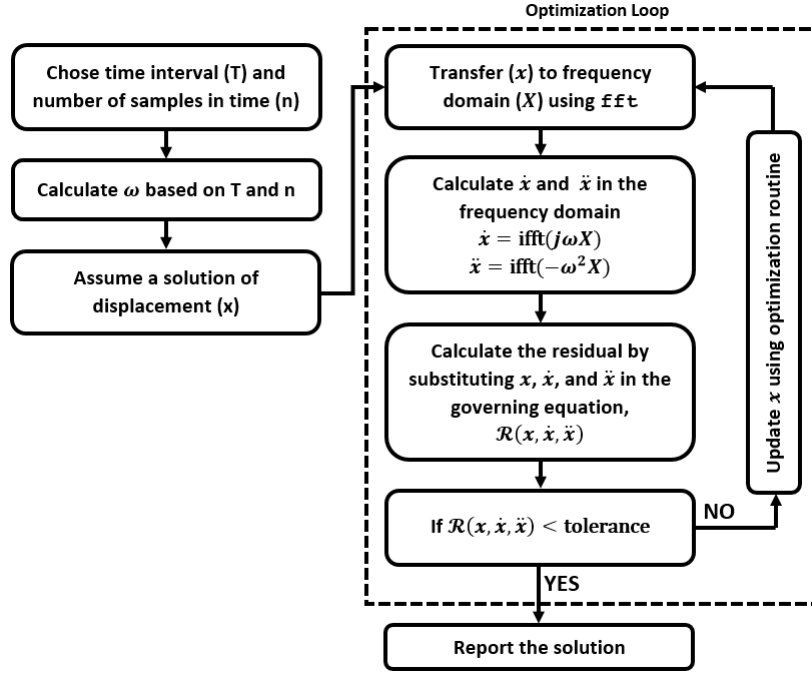 Optimization Loop
Chose time interval (T) and
number of samples in time (n)
Calculate ω based on T and n
Assume a solution of
displacement (x)
Transfer (x) to frequency
domain (X) using fft
Calculate ẋ and ẍ in the
frequency domain
ẋ = ifft(jωX)
ẍ = ifft(−ω²X)
Calculate the residual by
substituting x, ẋ, and ẍ in the
governing equation,
ℛ(x, ẋ, ẍ)
If ℛ(x, ẋ, ẍ) < tolerance
NO
Update x using optimization routine
YES
Report the solution